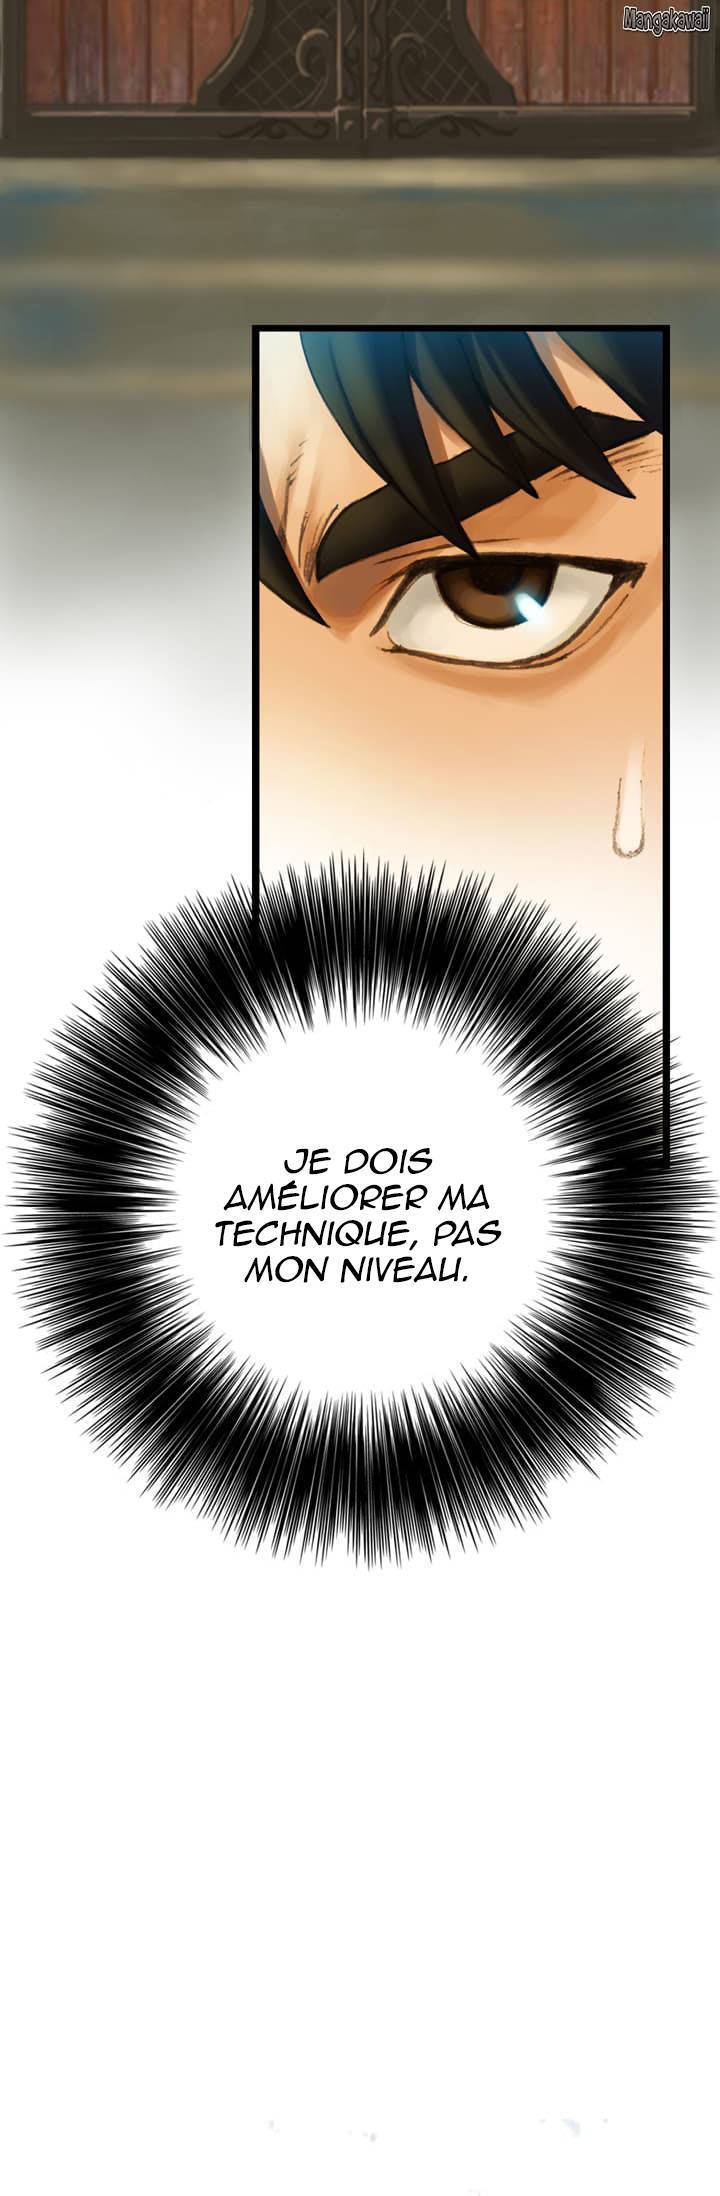 Mangakawaii
JE DOIS
AMÉLIORER MA
TECHNIQUE, PAS
MON NIVEAU.